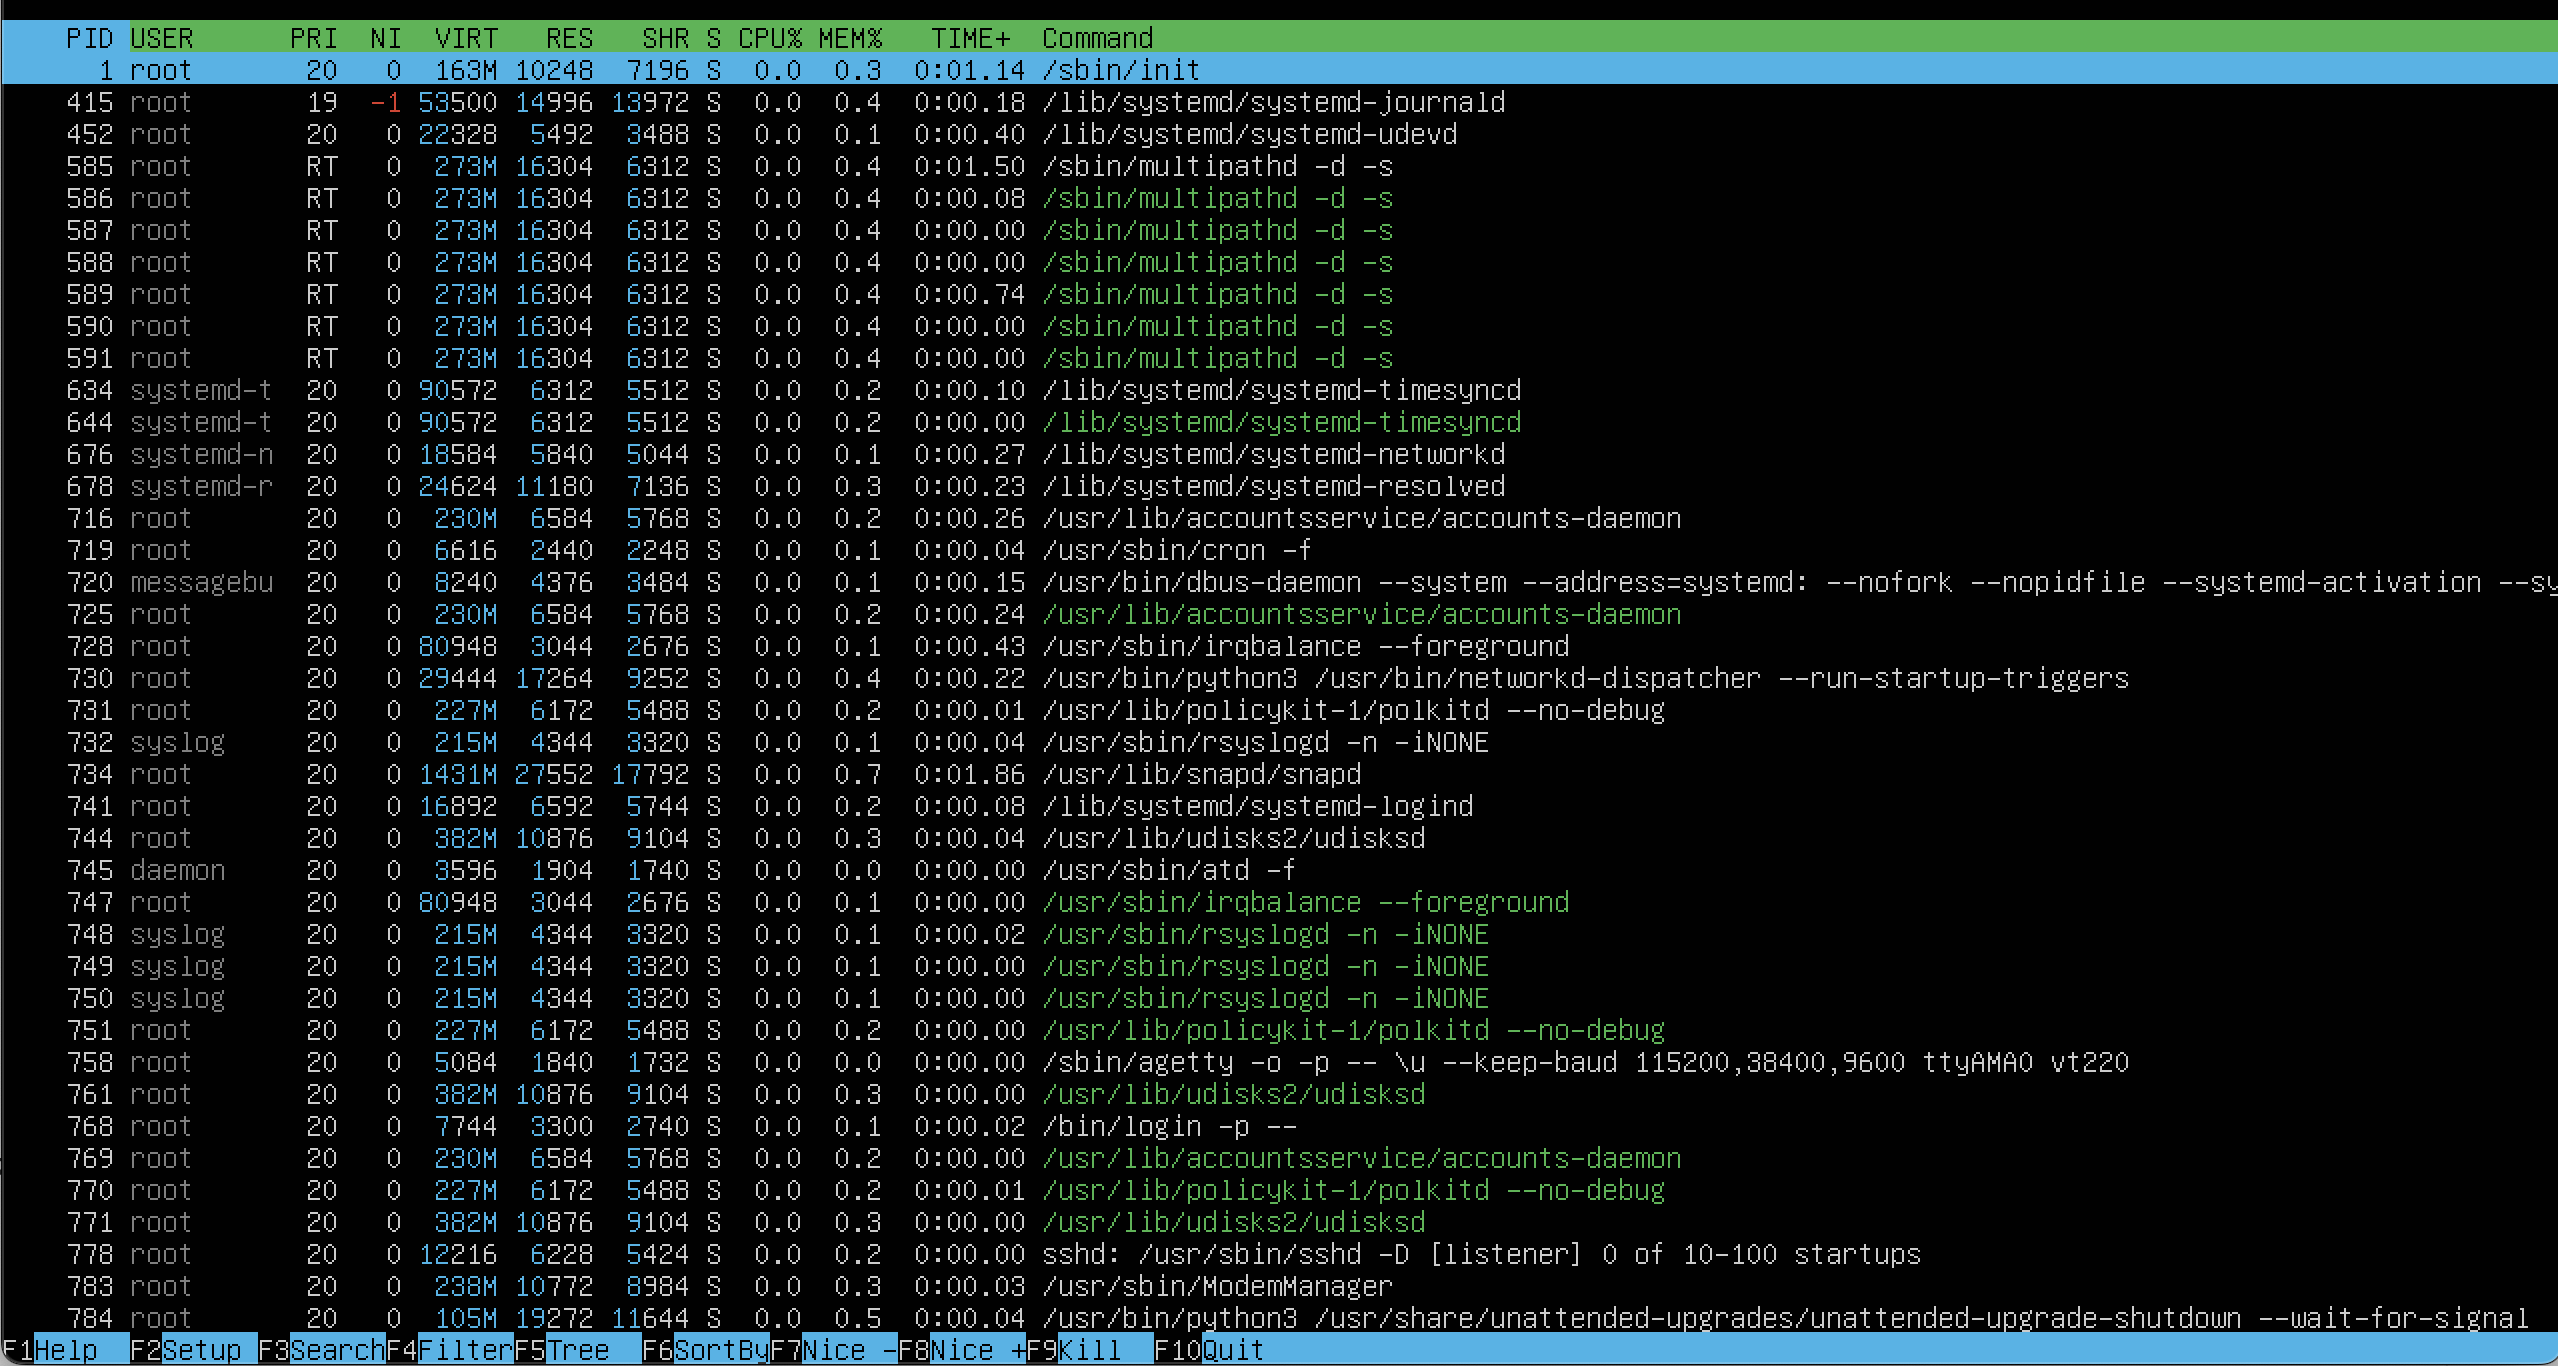 PID USER PRI NI VIRT RES SHR S CPU% MEM% TIME+ Command
1 root 20 0 163M 10248 7196 S 0.0 0.3 0:01.14 /sbin/init
415 root 19 -1 53500 14996 13972 S 0.0 0.4 0:00.18 /lib/systemd/systemd-journald
452 root 20 0 22328 5492 3488 S 0.0 0.1 0:00.40 /lib/systemd/systemd-udevd
585 root RT 0 273M 16304 6312 S 0.0 0.4 0:01.50 /sbin/multipathd -d -s
586 root RT 0 273M 16304 6312 S 0.0 0.4 0:00.08 /sbin/multipathd -d -s
587 root RT 0 273M 16304 6312 S 0.0 0.4 0:00.00 /sbin/multipathd -d -s
588 root RT 0 273M 16304 6312 S 0.0 0.4 0:00.00 /sbin/multipathd -d -s
589 root RT 0 273M 16304 6312 S 0.0 0.4 0:00.74 /sbin/multipathd -d -s
590 root RT 0 273M 16304 6312 S 0.0 0.4 0:00.00 /sbin/multipathd -d -s
591 root RT 0 273M 16304 6312 S 0.0 0.4 0:00.00 /sbin/multipathd -d -s
634 systemd-t 20 0 90572 6312 5512 S 0.0 0.2 0:00.10 /lib/systemd/systemd-timesyncd
644 systemd-t 20 0 90572 6312 5512 S 0.0 0.2 0:00.00 /lib/systemd/systemd-timesyncd
676 systemd-n 20 0 18584 5840 5044 S 0.0 0.1 0:00.27 /lib/systemd/systemd-networkd
678 systemd-r 20 0 24624 11180 7136 S 0.0 0.3 0:00.23 /lib/systemd/systemd-resolved
716 root 20 0 230M 6584 5768 S 0.0 0.2 0:00.26 /usr/lib/accountsservice/accounts-daemon
719 root 20 0 6616 2440 2248 S 0.0 0.1 0:00.04 /usr/sbin/cron -f
720 messagebu 20 0 8240 4376 3484 S 0.0 0.1 0:00.15 /usr/bin/dbus-daemon --system --address=systemd: --nofork --nopidfile --systemd-activation --sy
725 root 20 0 230M 6584 5768 S 0.0 0.2 0:00.24 /usr/lib/accountsservice/accounts-daemon
728 root 20 0 80948 3044 2676 S 0.0 0.1 0:00.43 /usr/sbin/irqbalance --foreground
730 root 20 0 29444 17264 9252 S 0.0 0.4 0:00.22 /usr/bin/python3 /usr/bin/networkd-dispatcher --run-startup-triggers
731 root 20 0 227M 6172 5488 S 0.0 0.2 0:00.01 /usr/lib/policykit-1/polkitd --no-debug
732 syslog 20 0 215M 4344 3320 S 0.0 0.1 0:00.04 /usr/sbin/rsyslogd -n -iNONE
734 root 20 0 1431M 27552 17792 S 0.0 0.7 0:01.86 /usr/lib/snapd/snapd
741 root 20 0 16892 6592 5744 S 0.0 0.2 0:00.08 /lib/systemd/systemd-logind
744 root 20 0 382M 10876 9104 S 0.0 0.3 0:00.04 /usr/lib/udisks2/udisksd
745 daemon 20 0 3596 1904 1740 S 0.0 0.0 0:00.00 /usr/sbin/atd -f
747 root 20 0 80948 3044 2676 S 0.0 0.1 0:00.00 /usr/sbin/irqbalance --foreground
748 syslog 20 0 215M 4344 3320 S 0.0 0.1 0:00.02 /usr/sbin/rsyslogd -n -iNONE
749 syslog 20 0 215M 4344 3320 S 0.0 0.1 0:00.00 /usr/sbin/rsyslogd -n -iNONE
750 syslog 20 0 215M 4344 3320 S 0.0 0.1 0:00.00 /usr/sbin/rsyslogd -n -iNONE
751 root 20 0 227M 6172 5488 S 0.0 0.2 0:00.00 /usr/lib/policykit-1/polkitd --no-debug
758 root 20 0 5084 1840 1732 S 0.0 0.0 0:00.00 /sbin/agetty -o -p -- \u --keep-baud 115200,38400,9600 ttyAMA0 vt220
761 root 20 0 382M 10876 9104 S 0.0 0.3 0:00.00 /usr/lib/udisks2/udisksd
768 root 20 0 7744 3300 2740 S 0.0 0.1 0:00.02 /bin/login -p --
769 root 20 0 230M 6584 5768 S 0.0 0.2 0:00.00 /usr/lib/accountsservice/accounts-daemon
770 root 20 0 227M 6172 5488 S 0.0 0.2 0:00.01 /usr/lib/policykit-1/polkitd --no-debug
771 root 20 0 382M 10876 9104 S 0.0 0.3 0:00.00 /usr/lib/udisks2/udisksd
778 root 20 0 12216 6228 5424 S 0.0 0.2 0:00.00 sshd: /usr/sbin/sshd -D [listener] 0 of 10-100 startups
783 root 20 0 238M 10772 8984 S 0.0 0.3 0:00.03 /usr/sbin/ModemManager
784 root 20 0 105M 19272 11644 S 0.0 0.5 0:00.04 /usr/bin/python3 /usr/share/unattended-upgrades/unattended-upgrade-shutdown --wait-for-signal
F1Help F2Setup F3SearchF4FilterF5Tree F6SortByF7Nice -F8Nice +F9Kill F10Quit